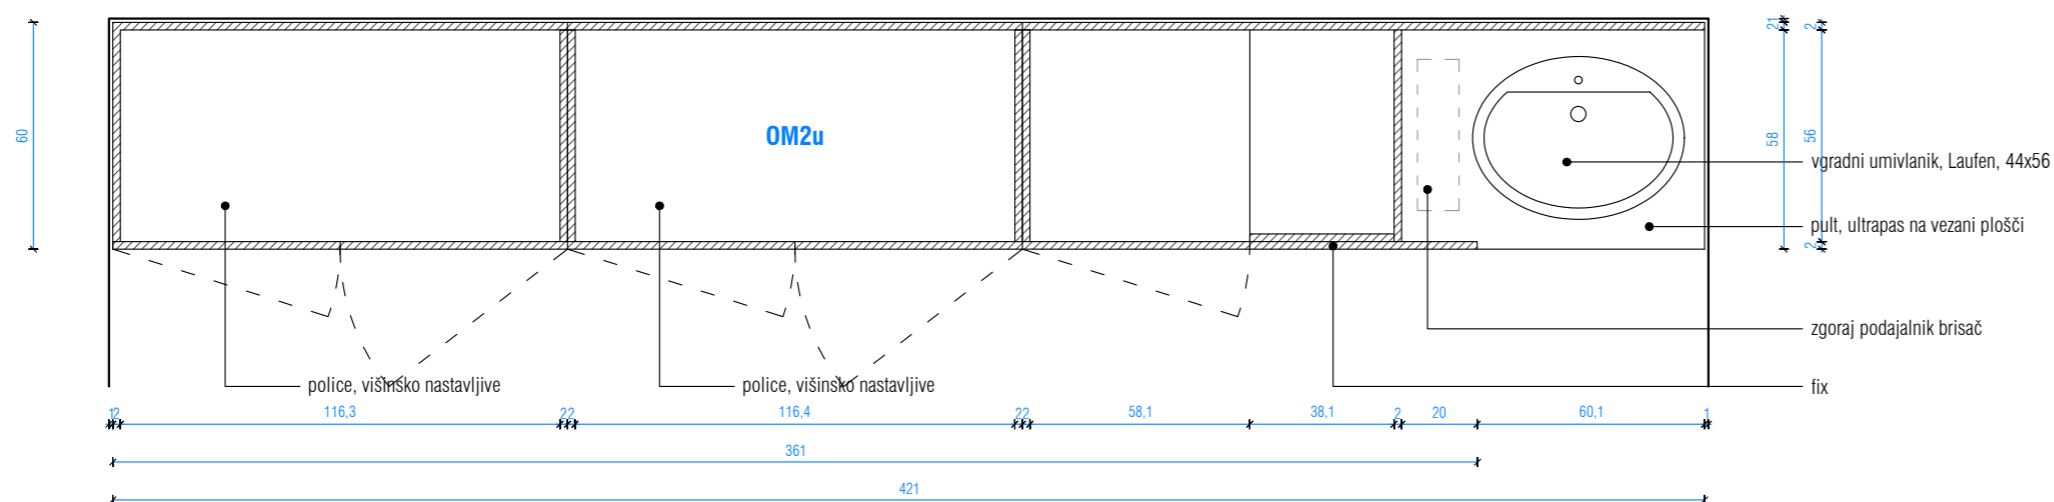 21
2
60
OM2u
58
56
vgradni umivlanik, Laufen, 44x56
pult, ultrapas na vezani plošči
2
zgoraj podajalnik brisač
police, višinsko nastavljive
police, višinsko nastavljive
fix
12 116,3 22 116,4 22 58,1 38,1 2 20 60,1 1
361
421